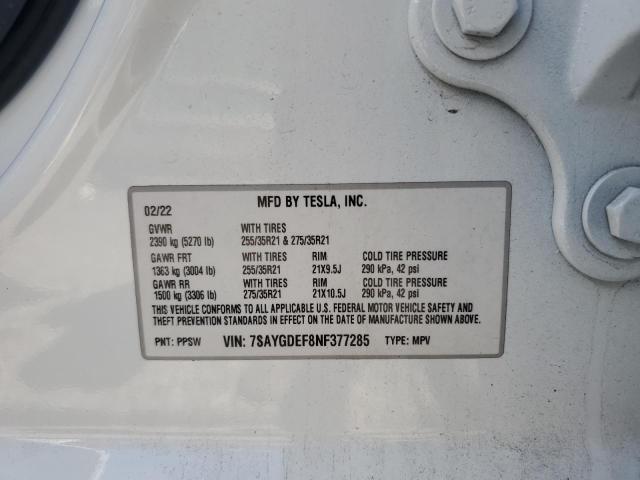 MFD BY TESLA, INC.
02/22
GVWR WITH TIRES
2390 kg (5270 lb) 255/35R21 & 275/35R21
GAWR FRT WITH TIRES RIM COLD TIRE PRESSURE
1363 kg (3004 lb) 255/35R21 21X9.5J 290 kPa, 42 psi
GAWR RR WITH TIRES RIM COLD TIRE PRESSURE
1500 kg (3306 lb) 275/35R21 21X10.5J 290 kPa, 42 psi
THIS VEHICLE CONFORMS TO ALL APPLICABLE U.S. FEDERAL MOTOR VEHICLE SAFETY AND
THEFT PREVENTION STANDARDS IN EFFECT ON THE DATE OF MANUFACTURE SHOWN ABOVE.
PNT: PPSW VIN: 7SAYGDEF8NF377285 TYPE: MPV